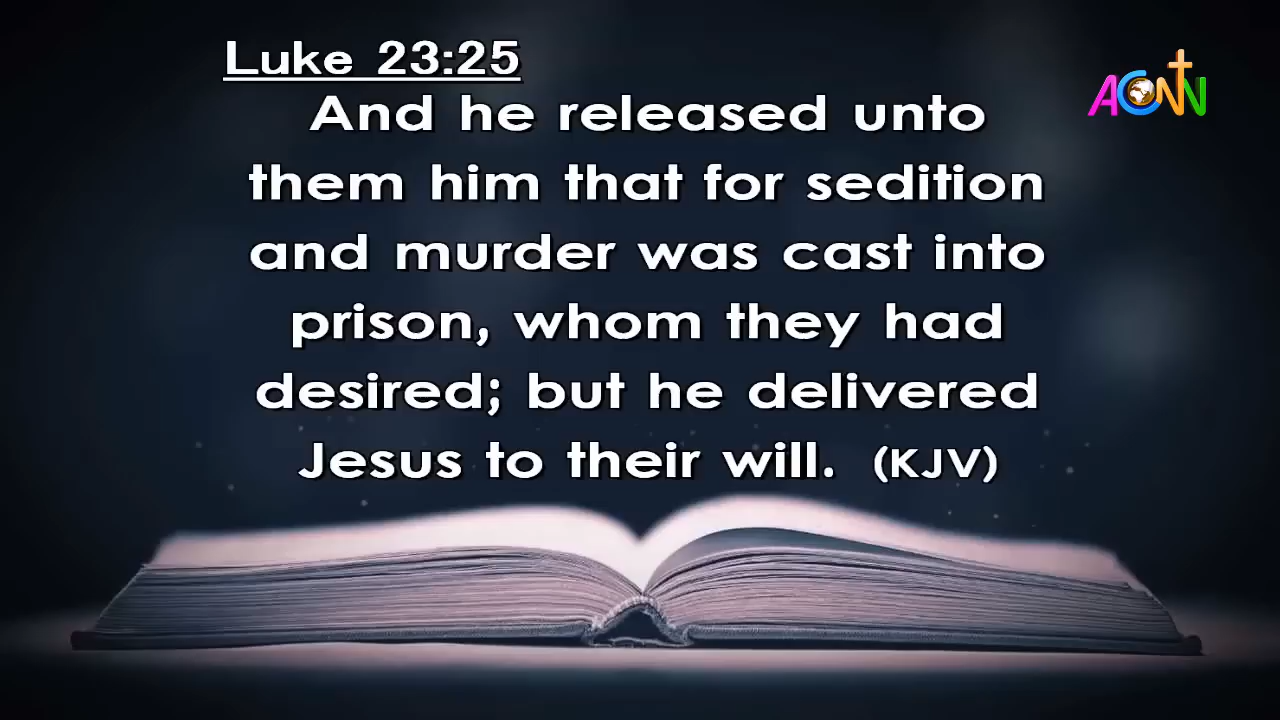 Luke 23:25
ACNN
And he released unto
them him that for sedition
and murder was cast into
prison, whom they had
desired; but he delivered
Jesus to their will. (KJV)